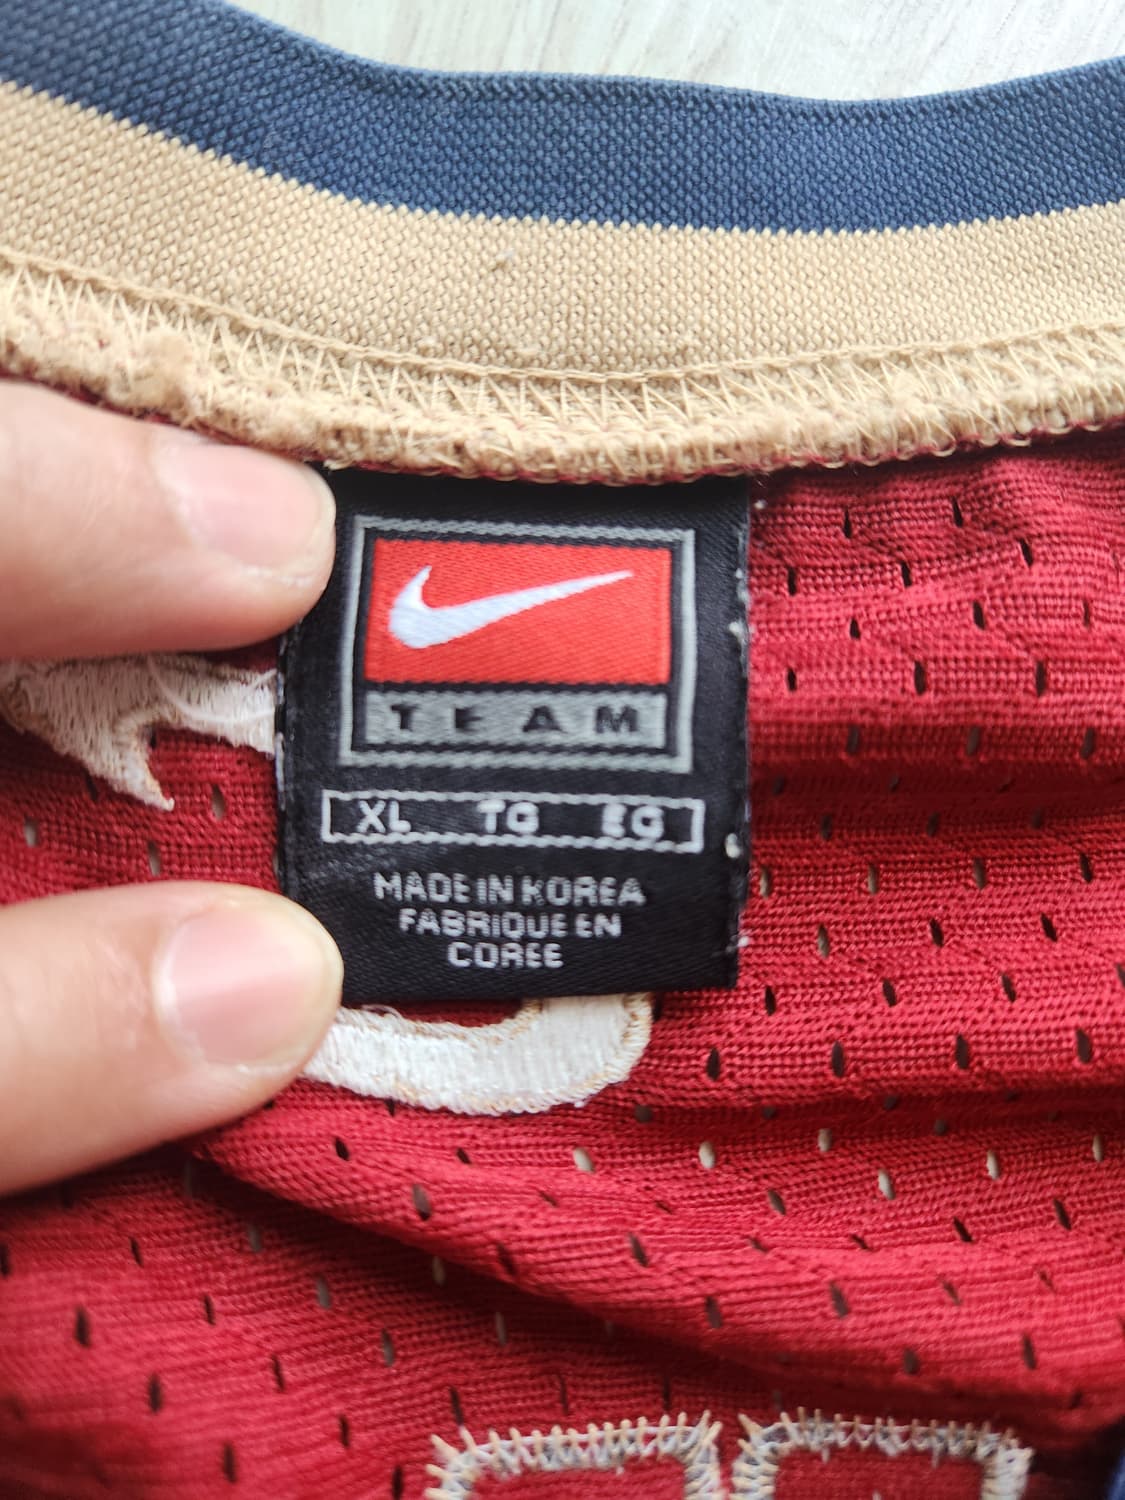 TEAM
XL TG EG
MADE IN KOREA
FABRIQUE EN
COREE